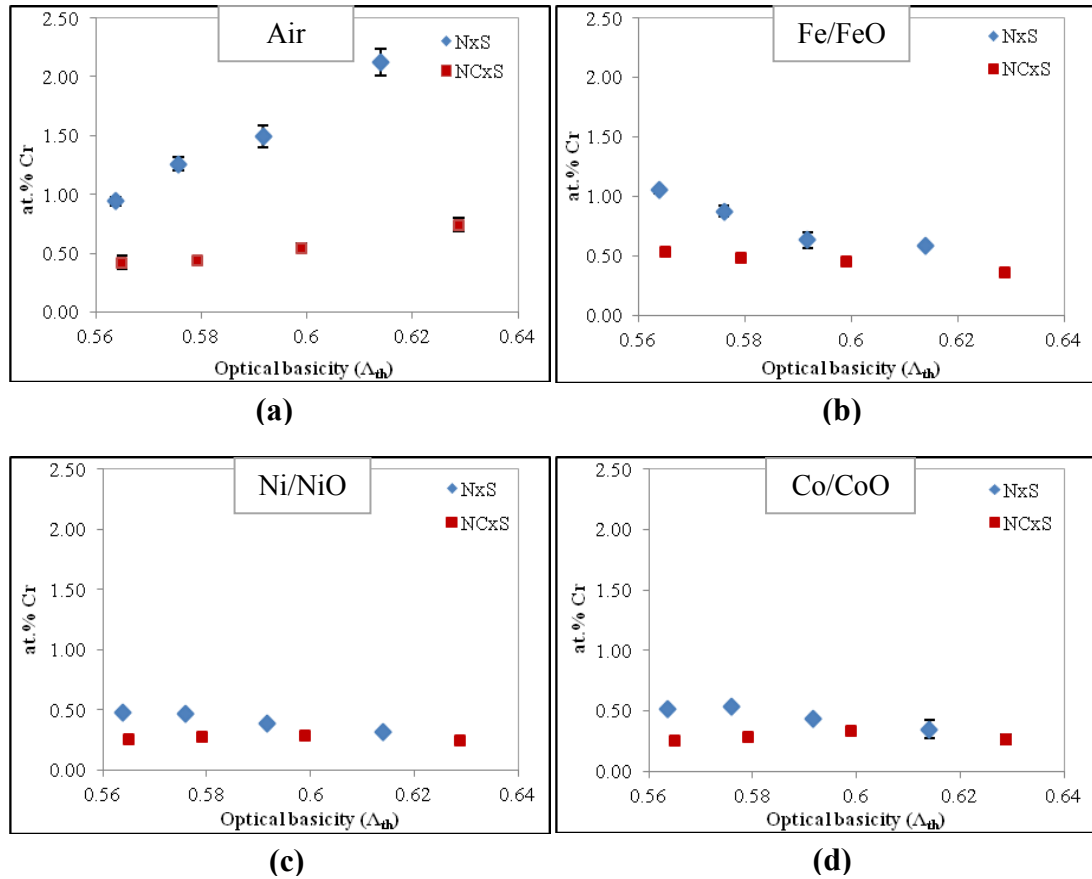 Air
NxS
NCxS
2.50
2.00
1.50
1.00
0.50
0.00
at.% Cr
0.56 0.58 0.6 0.62 0.64
Optical basicity (Λth)
(a)
Fe/FeO
NxS
NCxS
2.50
2.00
1.50
1.00
0.50
0.00
at.% Cr
0.56 0.58 0.6 0.62 0.64
Optical basicity (Λth)
(b)
Ni/NiO
NxS
NCxS
2.50
2.00
1.50
1.00
0.50
0.00
at.% Cr
0.56 0.58 0.6 0.62 0.64
Optical basicity (Λth)
(c)
Co/CoO
NxS
NCxS
2.50
2.00
1.50
1.00
0.50
0.00
at.% Cr
0.56 0.58 0.6 0.62 0.64
Optical basicity (Λth)
(d)